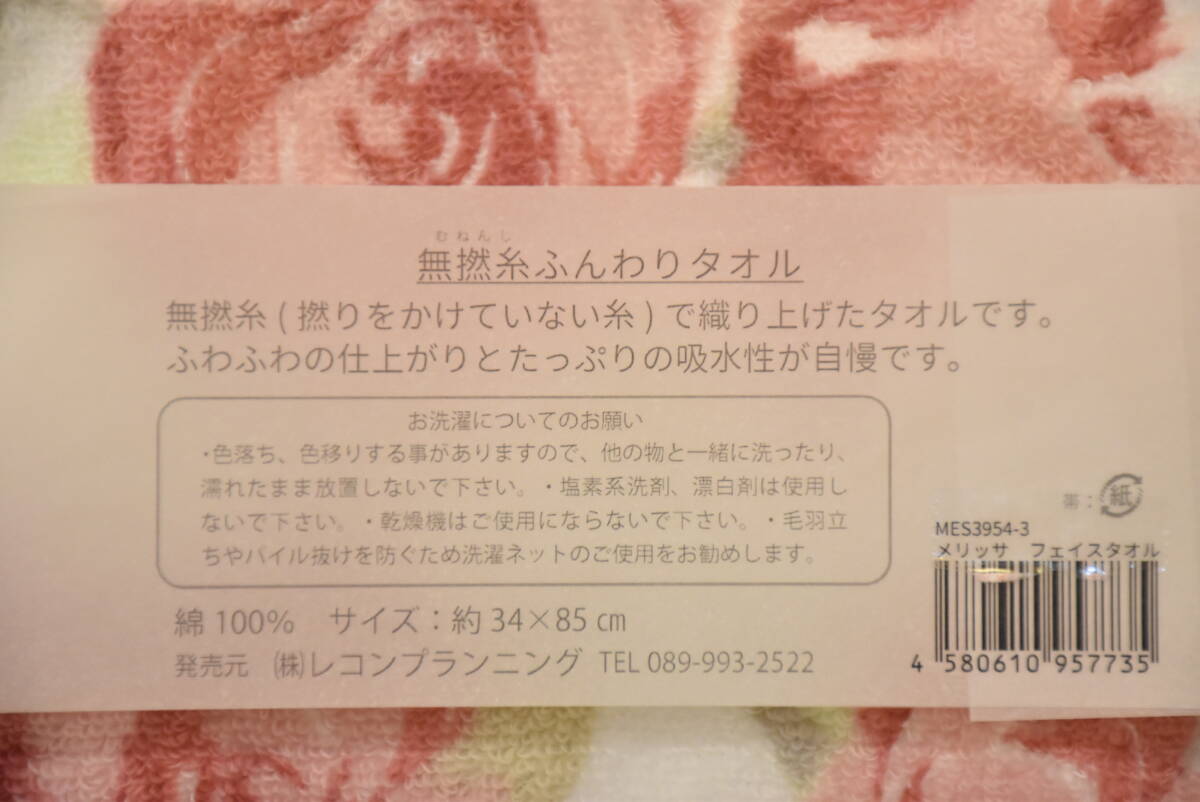 むねんし
無撚糸ふんわりタオル
無撚糸(撚りをかけていない糸)で織り上げたタオルです。
ふわふわの仕上がりとたっぷりの吸水性が自慢です。
お洗濯についてのお願い
・色落ち、色移りする事がありますので、他の物と一緒に洗ったり、
濡れたまま放置しないで下さい。・塩素系洗剤、漂白剤は使用し
ないで下さい。・乾燥機はご使用にならないで下さい。・毛羽立
ちやパイル抜けを防ぐため洗濯ネットのご使用をお勧めします。
綿100% サイズ:約34×85㎝
発売元 ㈱レコンプランニング TEL 089-993-2522
帯:紙
MES3954-3
メリッサ フェイスタオル
4 580610 957735